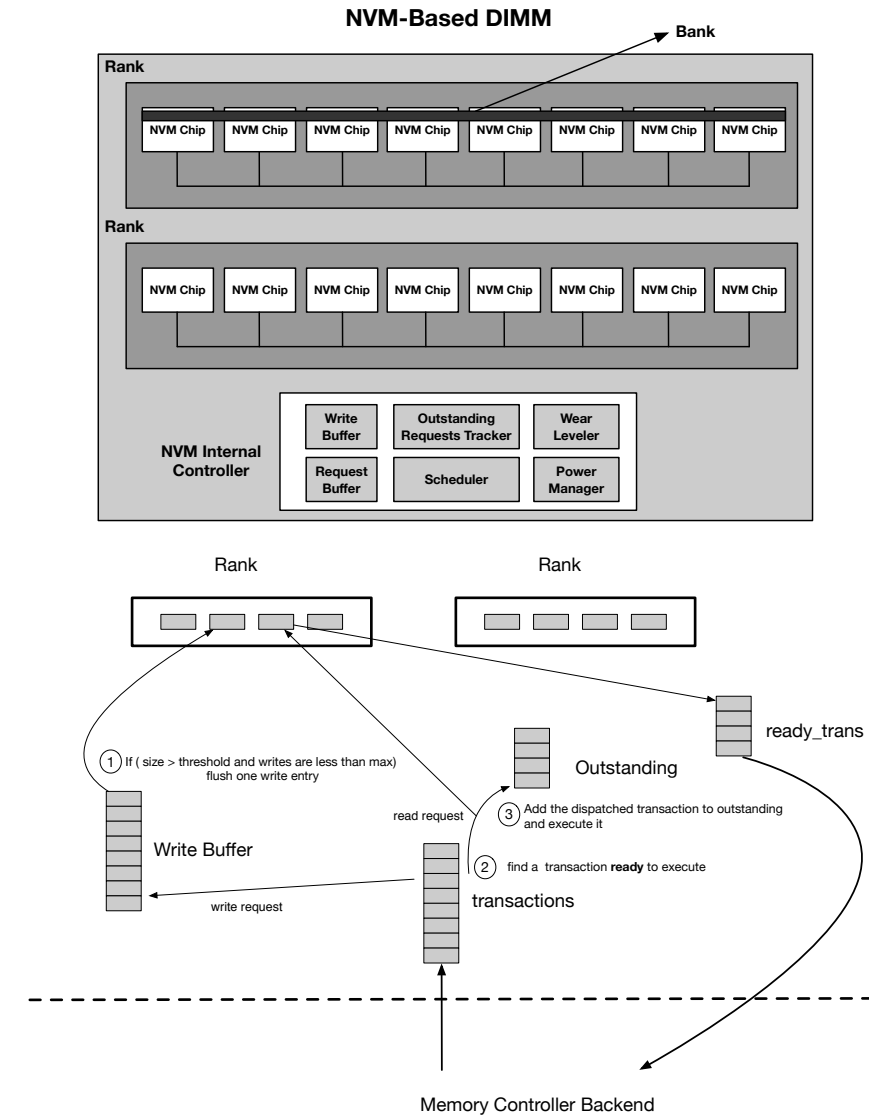 NVM-Based DIMM
Bank
Rank
NVM Chip NVM Chip NVM Chip NVM Chip NVM Chip NVM Chip NVM Chip NVM Chip
Rank
NVM Chip NVM Chip NVM Chip NVM Chip NVM Chip NVM Chip NVM Chip NVM Chip
NVM Internal
Controller
Write
Buffer
Outstanding
Requests Tracker
Wear
Leveler
Request
Buffer
Scheduler
Power
Manager
Rank
Rank
ready_trans
1 If ( size > threshold and writes are less than max)
flush one write entry
Outstanding
3 Add the dispatched transaction to outstanding
and execute it
read request
Write Buffer
2 find a transaction ready to execute
transactions
write request
Memory Controller Backend